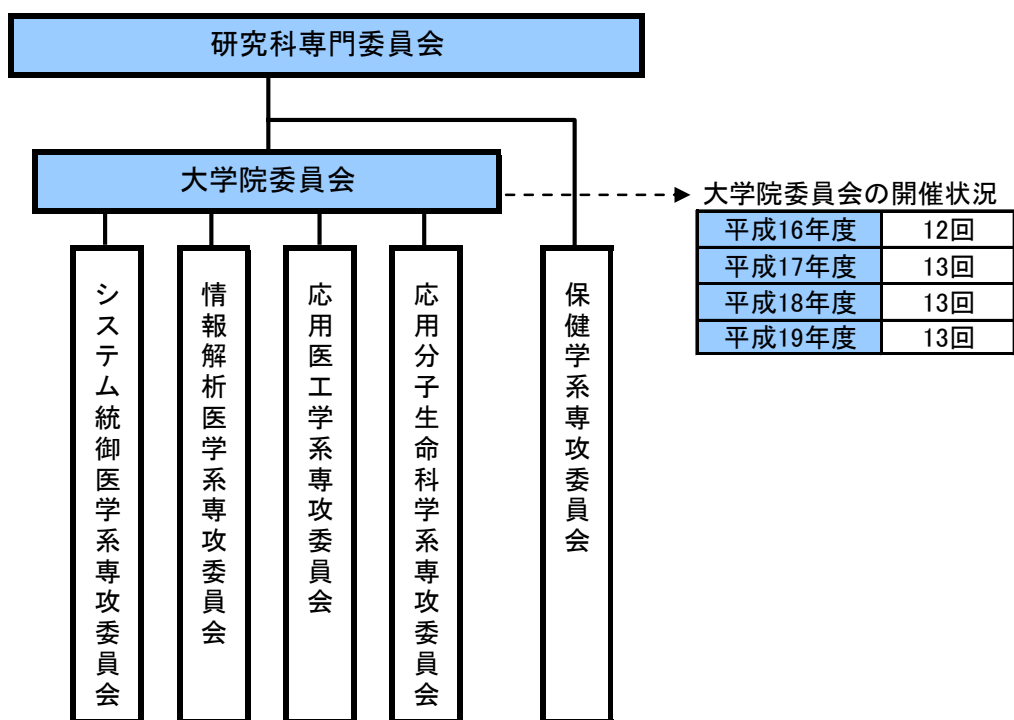 研究科専門委員会
大学院委員会
大学院委員会の開催状況
平成16年度 12回
平成17年度 13回
平成18年度 13回
平成19年度 13回
システム統御医学系専攻委員会
情報解析医学系専攻委員会
応用医工学系専攻委員会
応用分子生命科学系専攻委員会
保健学系専攻委員会